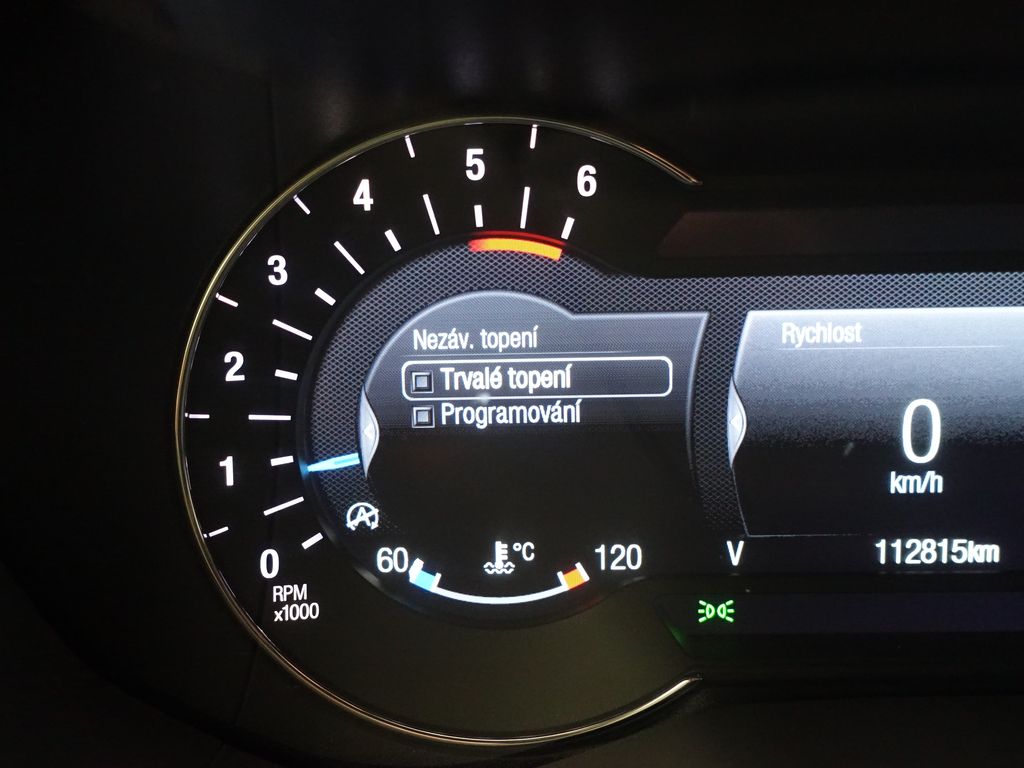 6
5
4
3
2
1
0
RPM
x1000
Nezáv. topení
Trvalé topení
Programování
60
°C
120
Rychlost
0
km/h
V
112815km